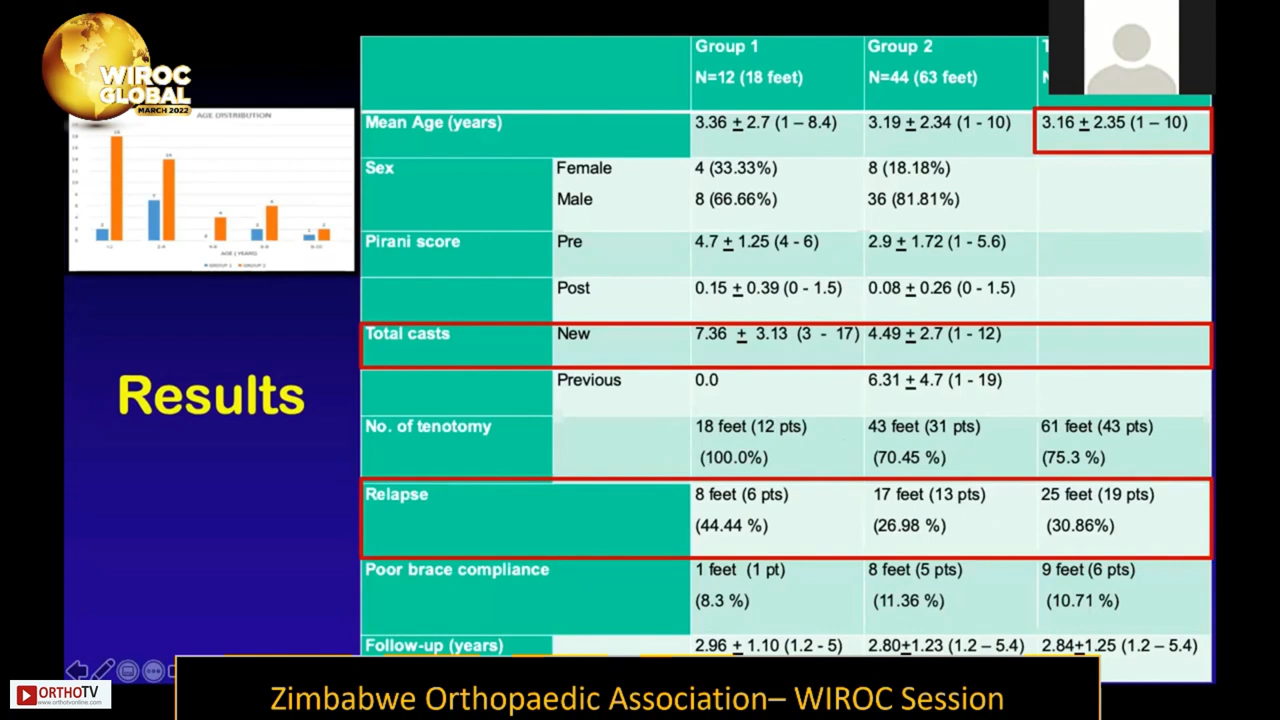 WIROC
GLOBAL
MARCH 2022
AGE DISTRIBUTION
AGE (YEARS)
GROUP 1 GROUP 2
Results
Group 1 Group 2
N=12 (18 feet) N=44 (63 feet)
Mean Age (years) 3.36 ± 2.7 (1 – 8.4) 3.19 ± 2.34 (1 - 10) 3.16 ± 2.35 (1 – 10)
Sex Female 4 (33.33%) 8 (18.18%)
Male 8 (66.66%) 36 (81.81%)
Pirani score Pre 4.7 ± 1.25 (4 - 6) 2.9 ± 1.72 (1 - 5.6)
Post 0.15 ± 0.39 (0 - 1.5) 0.08 ± 0.26 (0 - 1.5)
Total casts New 7.36 ± 3.13 (3 - 17) 4.49 ± 2.7 (1 - 12)
Previous 0.0 6.31 ± 4.7 (1 - 19)
No. of tenotomy 18 feet (12 pts) 43 feet (31 pts) 61 feet (43 pts)
(100.0%) (70.45 %) (75.3 %)
Relapse 8 feet (6 pts) 17 feet (13 pts) 25 feet (19 pts)
(44.44 %) (26.98 %) (30.86%)
Poor brace compliance 1 feet (1 pt) 8 feet (5 pts) 9 feet (6 pts)
(8.3 %) (11.36 %) (10.71 %)
Follow-up (years) 2.96 ± 1.10 (1.2 - 5) 2.80±1.23 (1.2 – 5.4) 2.84±1.25 (1.2 – 5.4)
ORTHOTV
www.orthotvonline.com
Zimbabwe Orthopaedic Association– WIROC Session